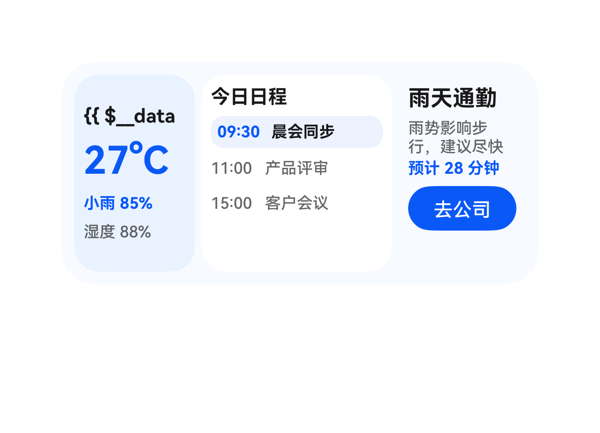 {{ $__data
27°C
小雨 85%
湿度 88%
今日日程
09:30 晨会同步
11:00 产品评审
15:00 客户会议
雨天通勤
雨势影响步
行，建议尽快
预计 28 分钟
去公司